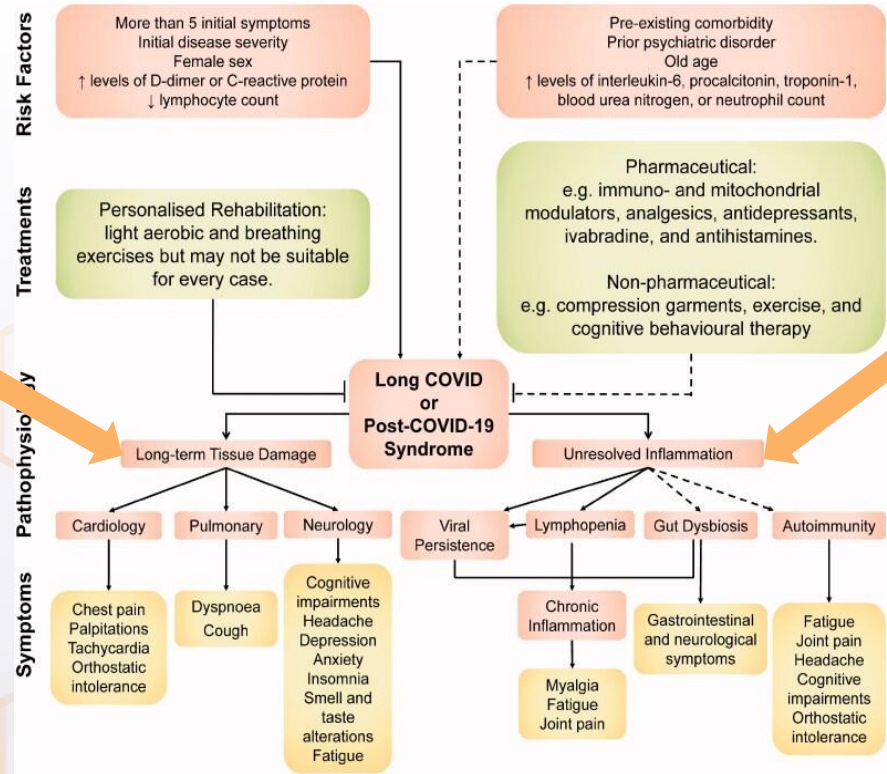 Risk Factors
More than 5 initial symptoms
Initial disease severity
Female sex
↑ levels of D-dimer or C-reactive protein
↓ lymphocyte count
Pre-existing comorbidity
Prior psychiatric disorder
Old age
↑ levels of interleukin-6, procalcitonin, troponin-1,
blood urea nitrogen, or neutrophil count
Treatments
Personalised Rehabilitation:
light aerobic and breathing
exercises but may not be suitable
for every case.
Pharmaceutical:
e.g. immuno- and mitochondrial
modulators, analgesics, antidepressants,
ivabradine, and antihistamines.
Non-pharmaceutical:
e.g. compression garments, exercise, and
cognitive behavioural therapy
Pathophysiology
Long COVID
or
Post-COVID-19
Syndrome
Long-term Tissue Damage
Unresolved Inflammation
Cardiology
Pulmonary
Neurology
Viral
Persistence
Lymphopenia
Gut Dysbiosis
Autoimmunity
Symptoms
Chest pain
Palpitations
Tachycardia
Orthostatic
intolerance
Dyspnoea
Cough
Cognitive
impairments
Headache
Depression
Anxiety
Insomnia
Smell and
taste
alterations
Fatigue
Chronic
Inflammation
Myalgia
Fatigue
Joint pain
Gastrointestinal
and neurological
symptoms
Fatigue
Joint pain
Headache
Cognitive
impairments
Orthostatic
intolerance